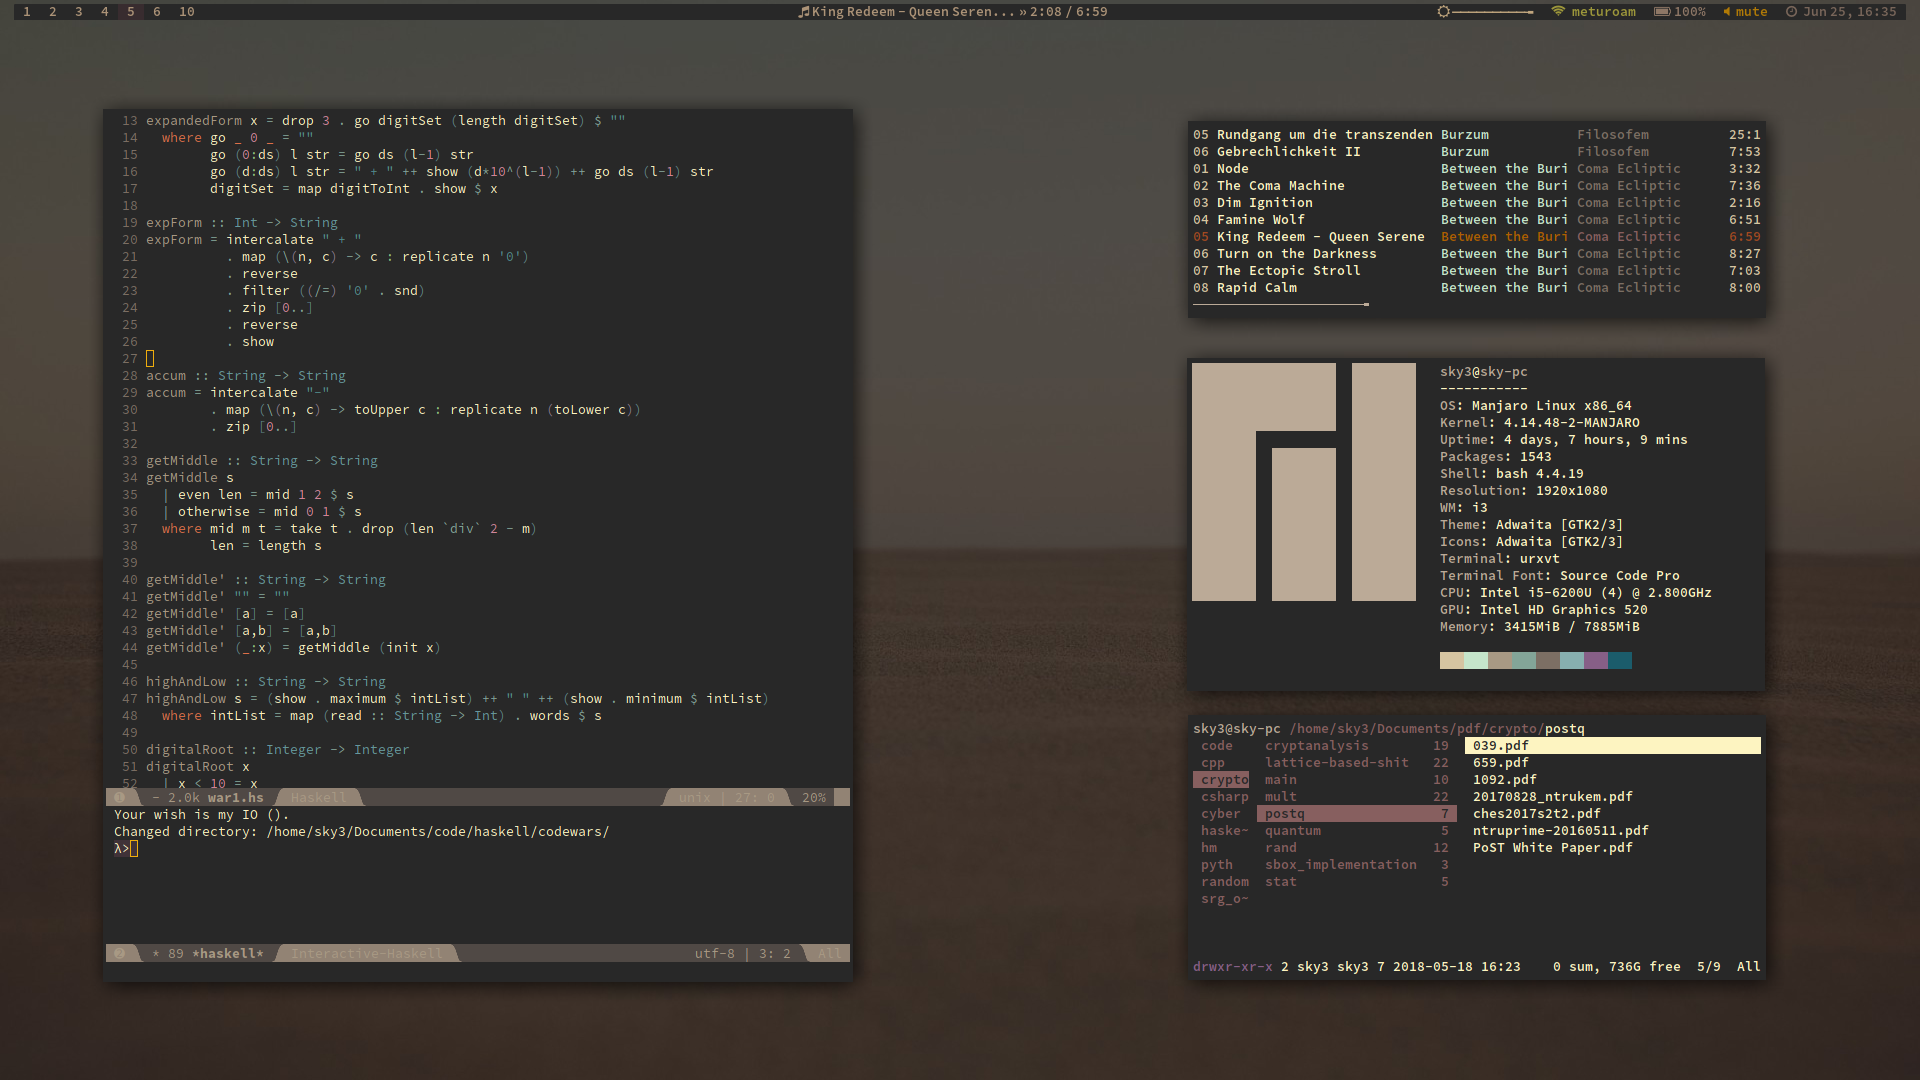 1 2 3 4 5 6 10
King Redeem – Queen Seren... » 2:08 / 6:59
meturoam 100% mute Jun 25, 16:35
13 expandedForm x = drop 3 . go digitSet (length digitSet) $ ""
14   where go _ 0 _ = ""
15         go (0:ds) l str = go ds (l-1) str
16         go (d:ds) l str = " + " ++ show (d*10^(l-1)) ++ go ds (l-1) str
17         digitSet = map digitToInt . show $ x
18
19 expForm :: Int -> String
20 expForm = intercalate " + "
21           . map (\(n, c) -> c : replicate n '0')
22           . reverse
23           . filter ((/=) '0' . snd)
24           . zip [0..]
25           . reverse
26           . show
27
28 accum :: String -> String
29 accum = intercalate "-"
30         . map (\(n, c) -> toUpper c : replicate n (toLower c))
31         . zip [0..]
32
33 getMiddle :: String -> String
34 getMiddle s
35   | even len = mid 1 2 $ s
36   | otherwise = mid 0 1 $ s
37   where mid m t = take t . drop (len `div` 2 - m)
38         len = length s
39
40 getMiddle' :: String -> String
41 getMiddle' "" = ""
42 getMiddle' [a] = [a]
43 getMiddle' [a,b] = [a,b]
44 getMiddle' (_:x) = getMiddle (init x)
45
46 highAndLow :: String -> String
47 highAndLow s = (show . maximum $ intList) ++ " " ++ (show . minimum $ intList)
48   where intList = map (read :: String -> Int) . words $ s
49
50 digitalRoot :: Integer -> Integer
51 digitalRoot x
52   | x < 10 = x
1 - 2.0k war1.hs Haskell unix | 27: 0 20%
Your wish is my IO ().
Changed directory: /home/sky3/Documents/code/haskell/codewars/
λ>
2 * 89 *haskell* Interactive-Haskell utf-8 | 3: 2 All
05 Rundgang um die transzenden Burzum Filosofem 25:1
06 Gebrechlichkeit II Burzum Filosofem 7:53
01 Node Between the Buri Coma Ecliptic 3:32
02 The Coma Machine Between the Buri Coma Ecliptic 7:36
03 Dim Ignition Between the Buri Coma Ecliptic 2:16
04 Famine Wolf Between the Buri Coma Ecliptic 6:51
05 King Redeem – Queen Serene Between the Buri Coma Ecliptic 6:59
06 Turn on the Darkness Between the Buri Coma Ecliptic 8:27
07 The Ectopic Stroll Between the Buri Coma Ecliptic 7:03
08 Rapid Calm Between the Buri Coma Ecliptic 8:00
sky3@sky-pc
-----------
OS: Manjaro Linux x86_64
Kernel: 4.14.48-2-MANJARO
Uptime: 4 days, 7 hours, 9 mins
Packages: 1543
Shell: bash 4.4.19
Resolution: 1920x1080
WM: i3
Theme: Adwaita [GTK2/3]
Icons: Adwaita [GTK2/3]
Terminal: urxvt
Terminal Font: Source Code Pro
CPU: Intel i5-6200U (4) @ 2.800GHz
GPU: Intel HD Graphics 520
Memory: 3415MiB / 7885MiB
sky3@sky-pc /home/sky3/Documents/pdf/crypto/postq
code cryptanalysis 19 039.pdf
cpp lattice-based-shit 22 659.pdf
crypto main 10 1092.pdf
csharp mult 22 20170828_ntrukem.pdf
cyber postq 7 ches2017s2t2.pdf
haske~ quantum 5 ntruprime-20160511.pdf
hm rand 12 PoST White Paper.pdf
pyth sbox_implementation 3
random stat 5
srg_o~
drwxr-xr-x 2 sky3 sky3 7 2018-05-18 16:23 0 sum, 736G free 5/9 All